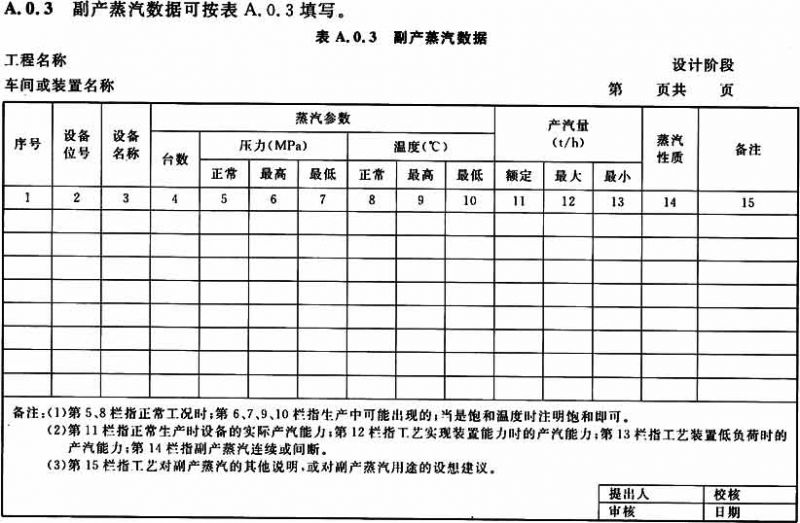 A.0.3 副产蒸汽数据可按表 A.0.3 填写。
表 A.0.3 副产蒸汽数据
工程名称 设计阶段
车间或装置名称 第 页共 页
序号 设备位号 设备名称 蒸汽参数 产汽量(t/h) 蒸汽性质 备注
台数 压力(MPa) 温度(℃)
正常 最高 最低 正常 最高 最低 额定 最大 最小
1 2 3 4 5 6 7 8 9 10 11 12 13 14 15
备注:(1)第 5、8 栏指正常工况时;第 6、7、9、10 栏指生产中可能出现的;当是饱和温度时注明饱和即可。
(2)第 11 栏指正常生产时设备的实际产汽能力;第 12 栏指工艺实现装置能力时的产汽能力;第 13 栏指工艺装置低负荷时的
产汽能力;第 14 栏指副产蒸汽连续或间断。
(3)第 15 栏指工艺对副产蒸汽的其他说明,或对副产蒸汽用途的设想建议。
提出人 校核
审核 日期